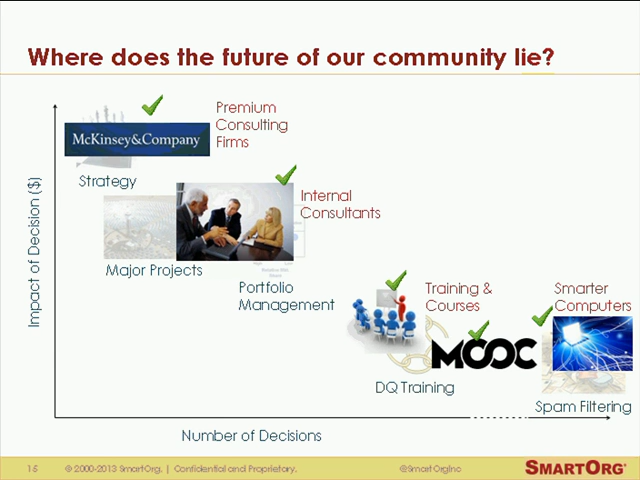 Where does the future of our community lie?
Premium
Consulting
Firms
McKinsey&Company
Strategy
Internal
Consultants
Major Projects
Portfolio
Management
Training &
Courses
Smarter
Computers
MOOC
DQ Training
Spam Filtering
Impact of Decision ($)
Number of Decisions
15 © 2000-2013 SmartOrg. | Confidential and Proprietary. @SmartOrgInc SMARTORG